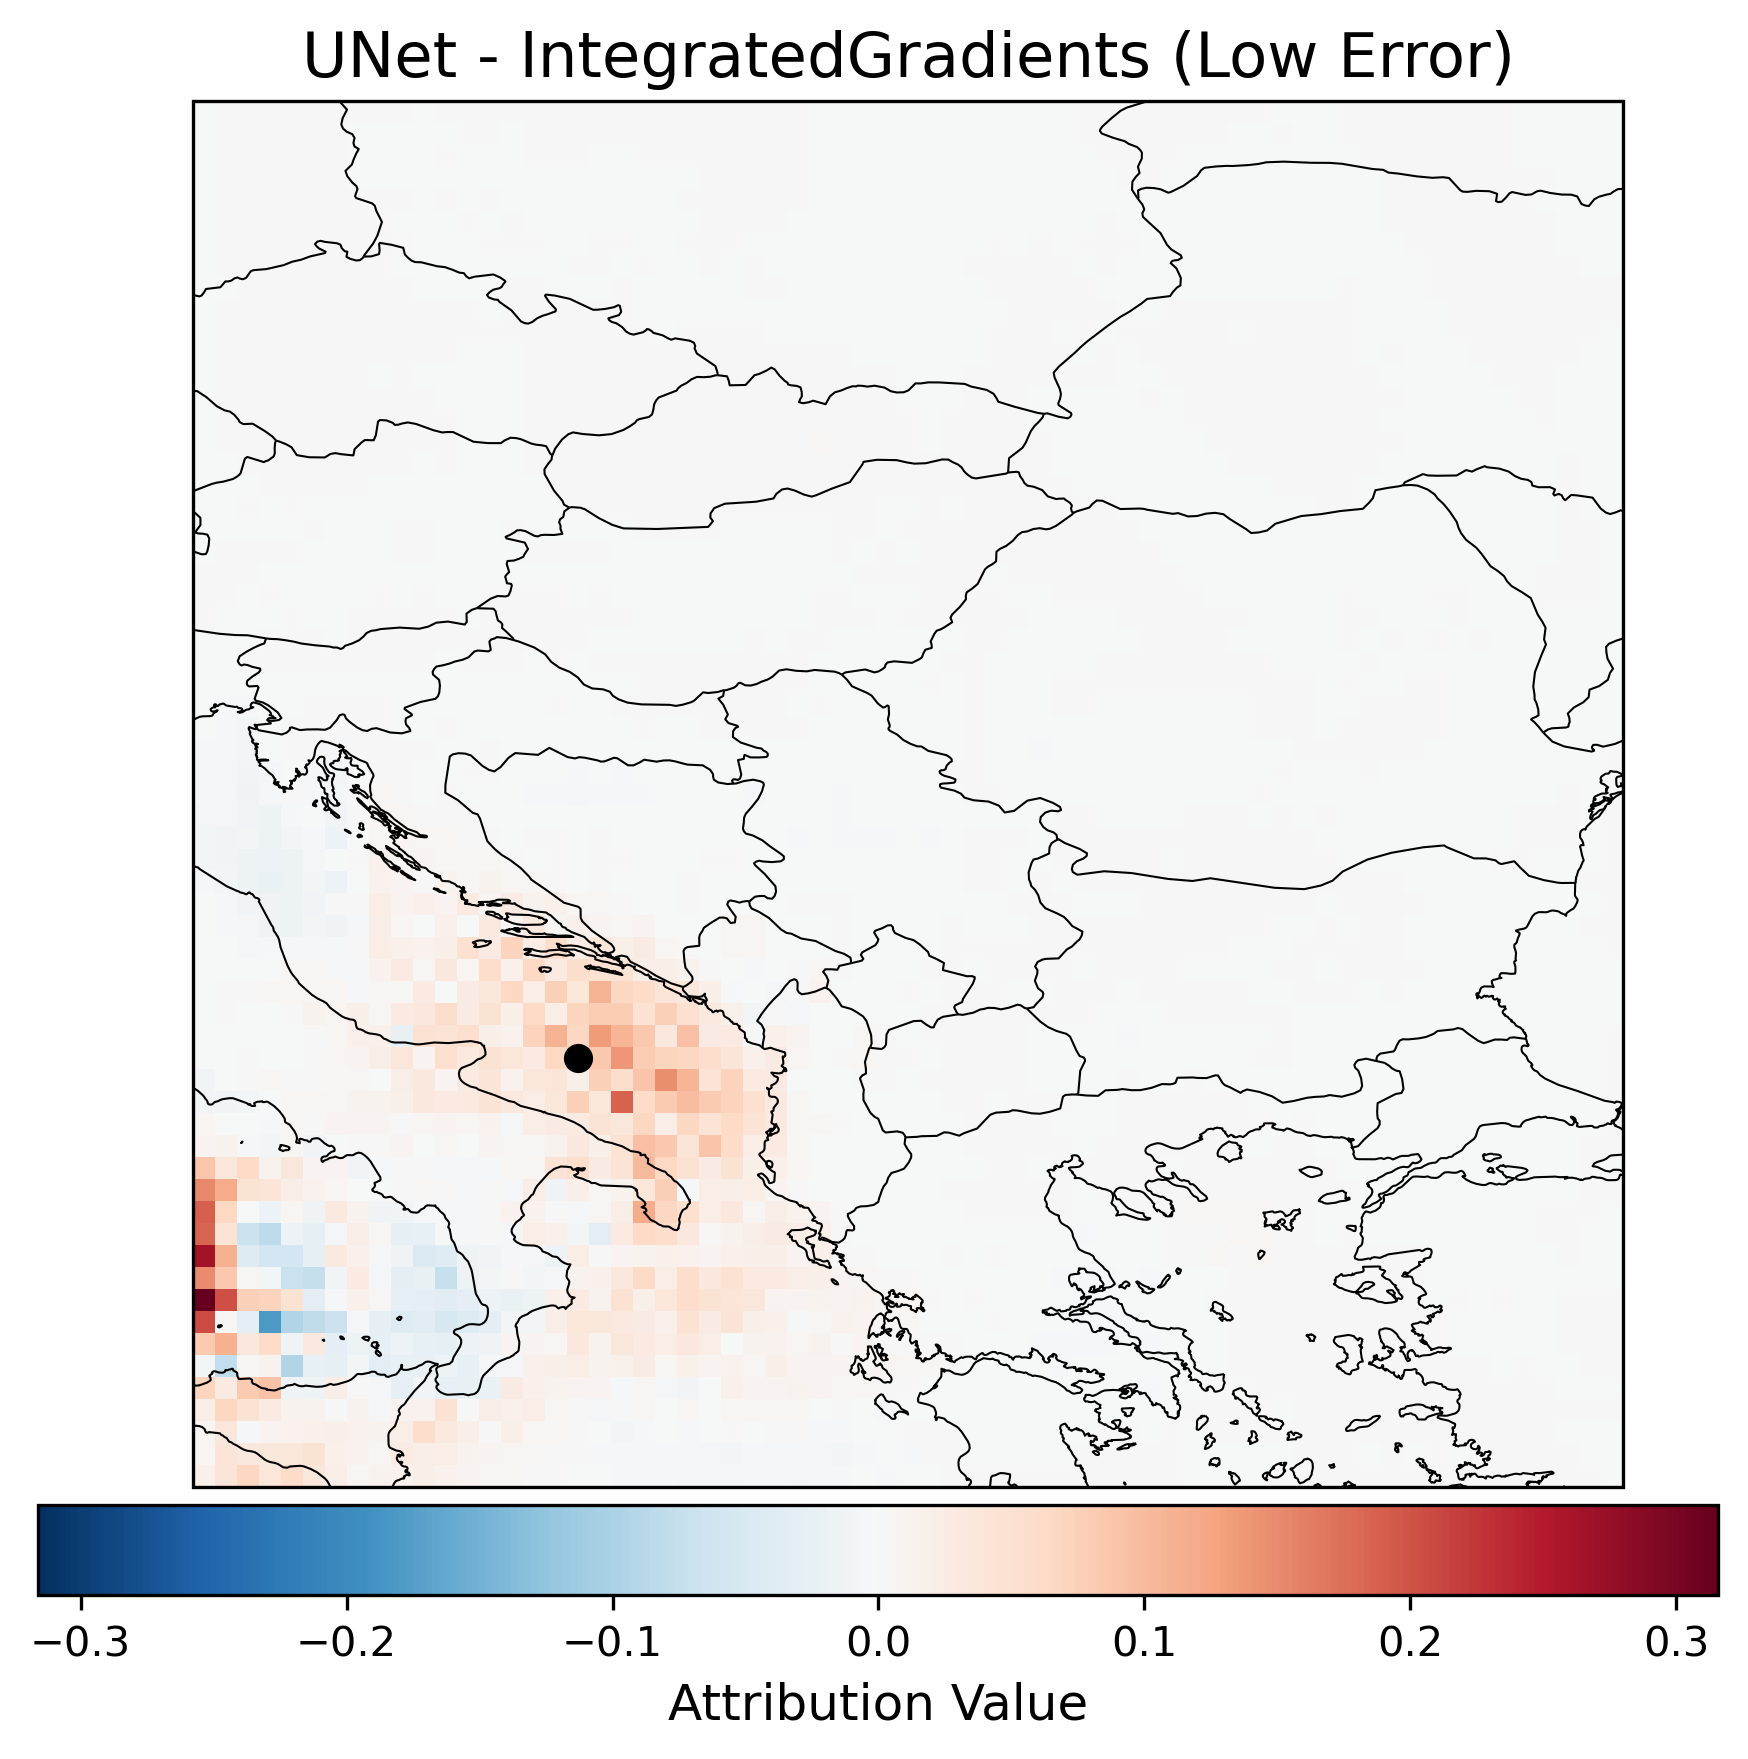 UNet - IntegratedGradients (Low Error)
−0.3 −0.2 −0.1 0.0 0.1 0.2 0.3
Attribution Value